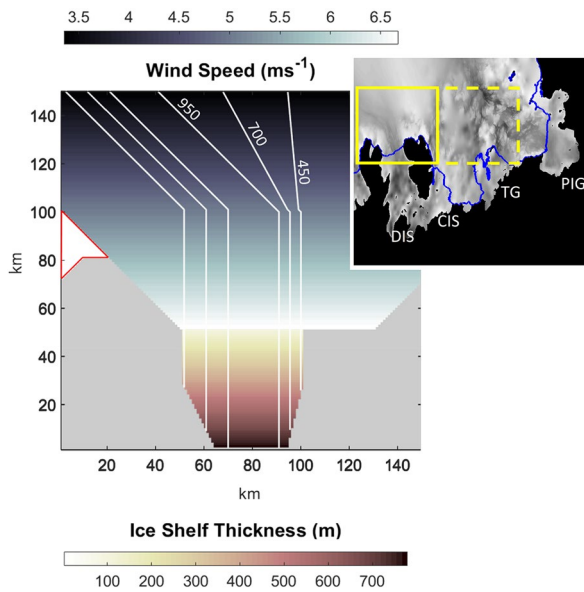 3.5 4 4.5 5 5.5 6 6.5
Wind Speed (ms⁻¹)
140
120
100
80
60
40
20
km
950
700
450
DIS
CIS
TG
PIG
20 40 60 80 100 120 140
km
Ice Shelf Thickness (m)
100 200 300 400 500 600 700